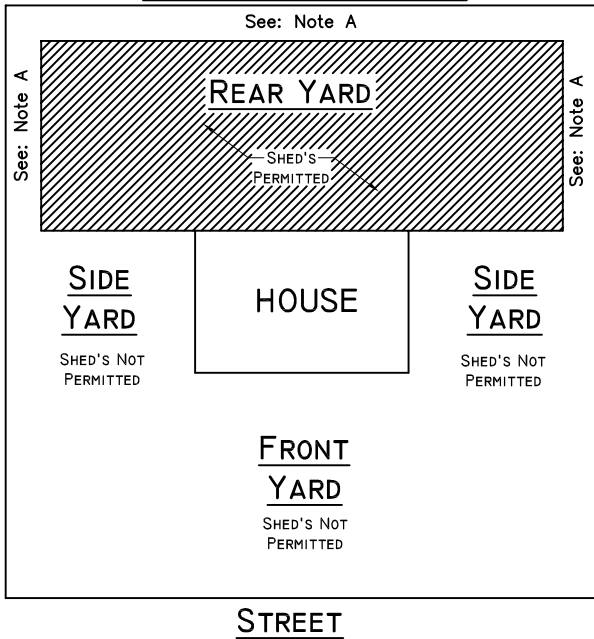 See: Note A
See: Note A
REAR YARD
See: Note A
SHED'S
PERMITTED
SIDE
YARD
SHED'S NOT
PERMITTED
HOUSE
SIDE
YARD
SHED'S NOT
PERMITTED
FRONT
YARD
SHED'S NOT
PERMITTED
STREET